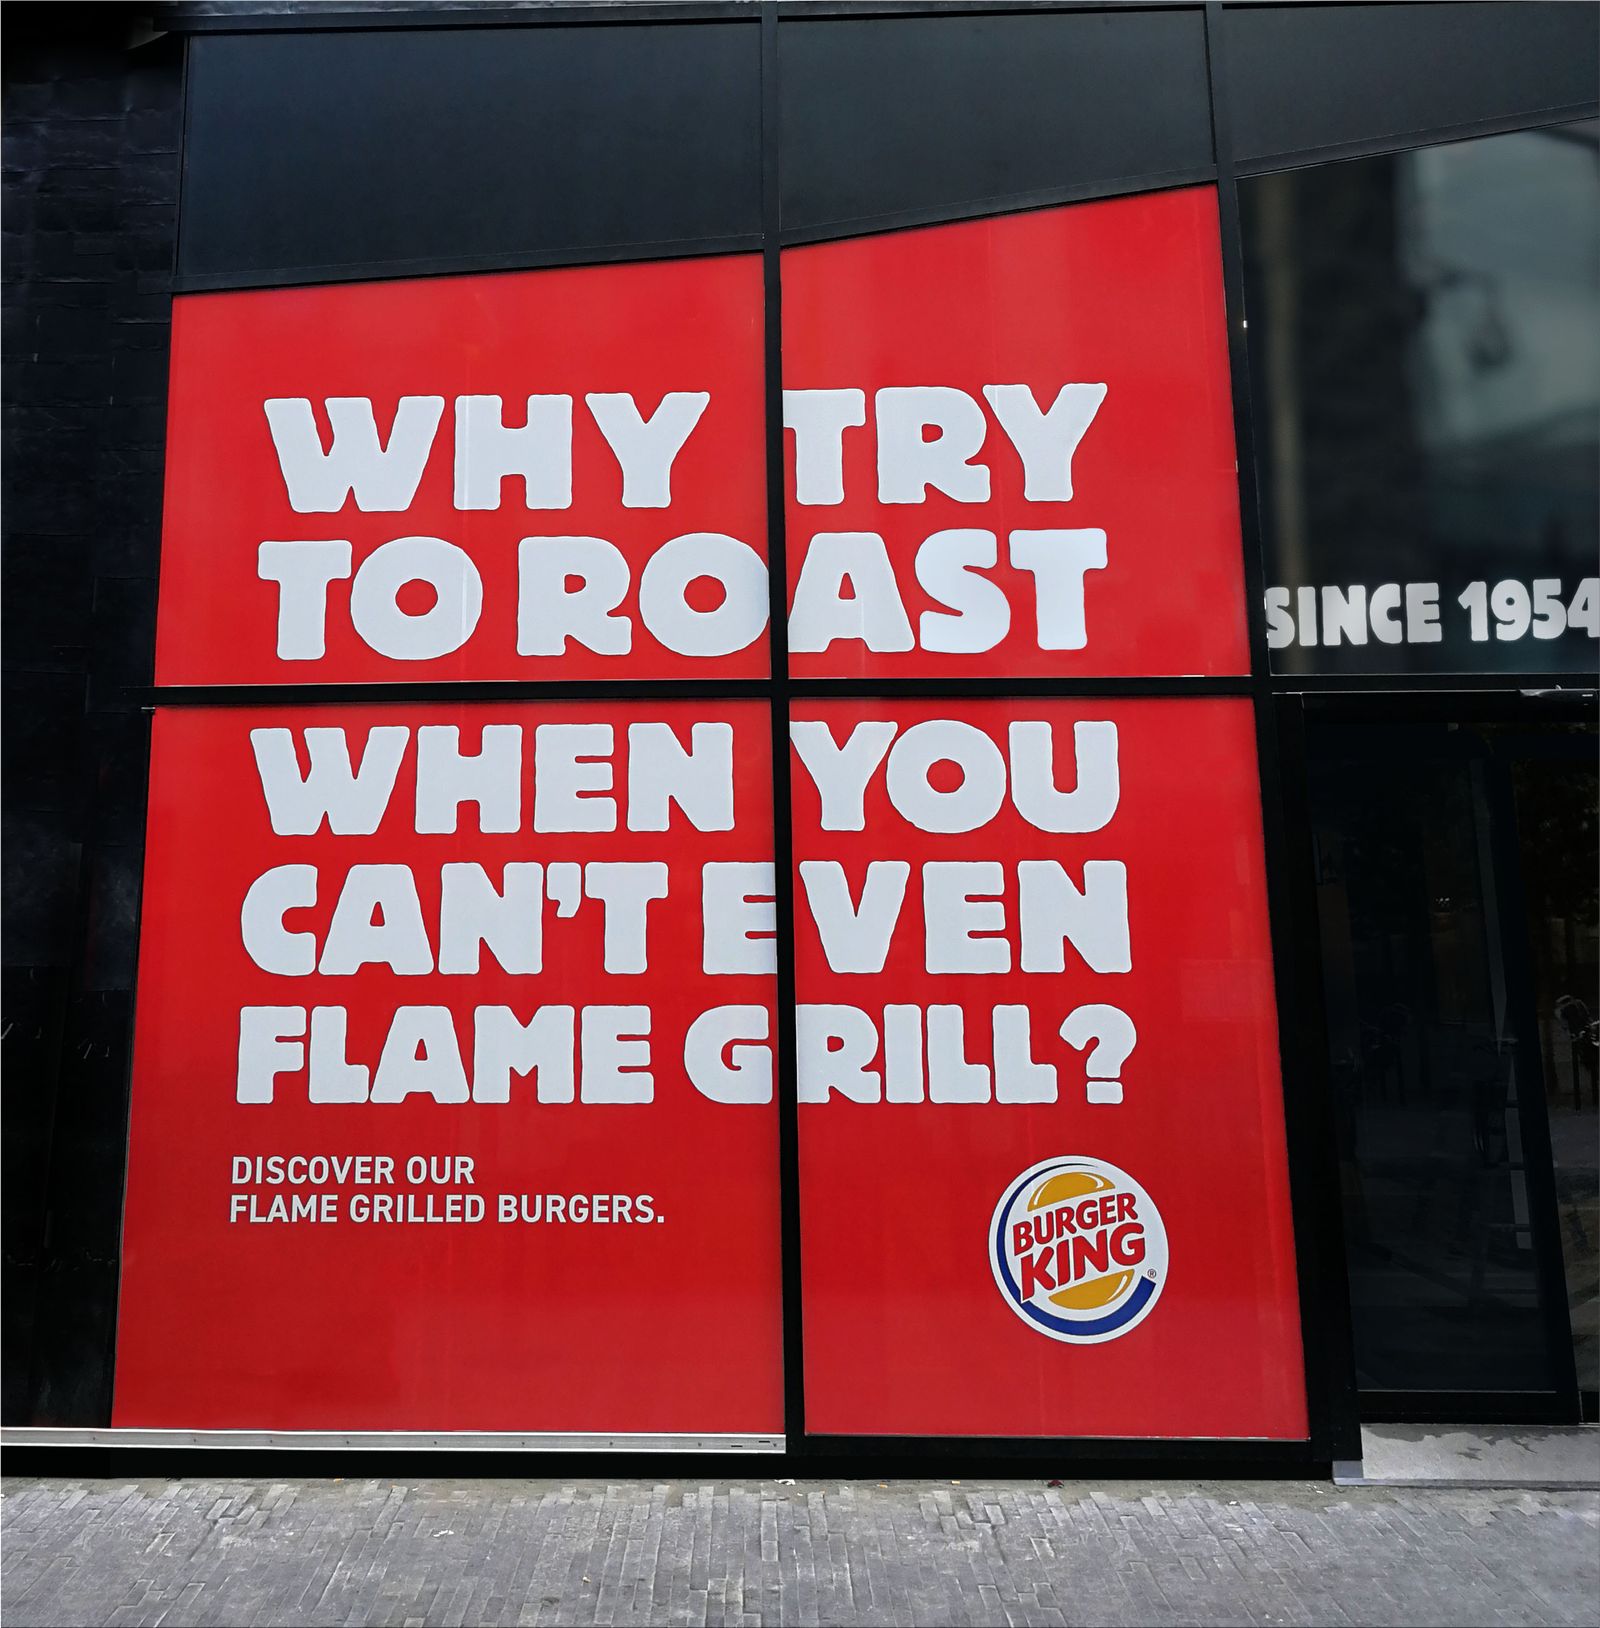 WHY TRY
TO ROAST
WHEN YOU
CAN'T EVEN
FLAME GRILL?
DISCOVER OUR
FLAME GRILLED BURGERS.
BURGER
KING
®
SINCE 1954